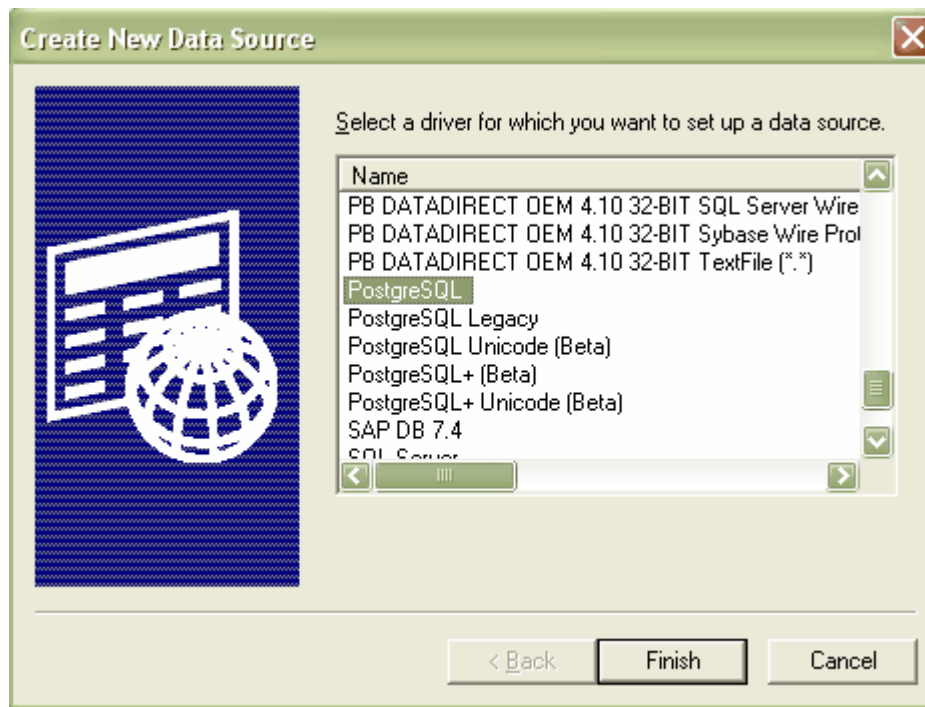 Create New Data Source
Select a driver for which you want to set up a data source.
Name
PB DATADIRECT OEM 4.10 32-BIT SQL Server Wire
PB DATADIRECT OEM 4.10 32-BIT Sybase Wire Prot
PB DATADIRECT OEM 4.10 32-BIT TextFile (*.*)
PostgreSQL
PostgreSQL Legacy
PostgreSQL Unicode (Beta)
PostgreSQL+ (Beta)
PostgreSQL+ Unicode (Beta)
SAP DB 7.4
SQL Server
< Back
Finish
Cancel